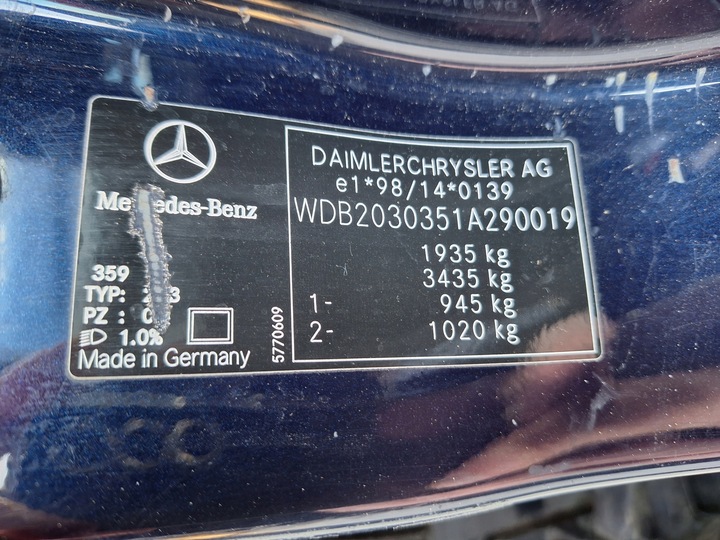 359
1.0%
Made in Germany
5770609
DAIMLERCHRYSLER AG
e1*98/14*0139
WDB2030351A290019
1935 kg
3435 kg
1- 945 kg
2- 1020 kg
TYP:
PZ :